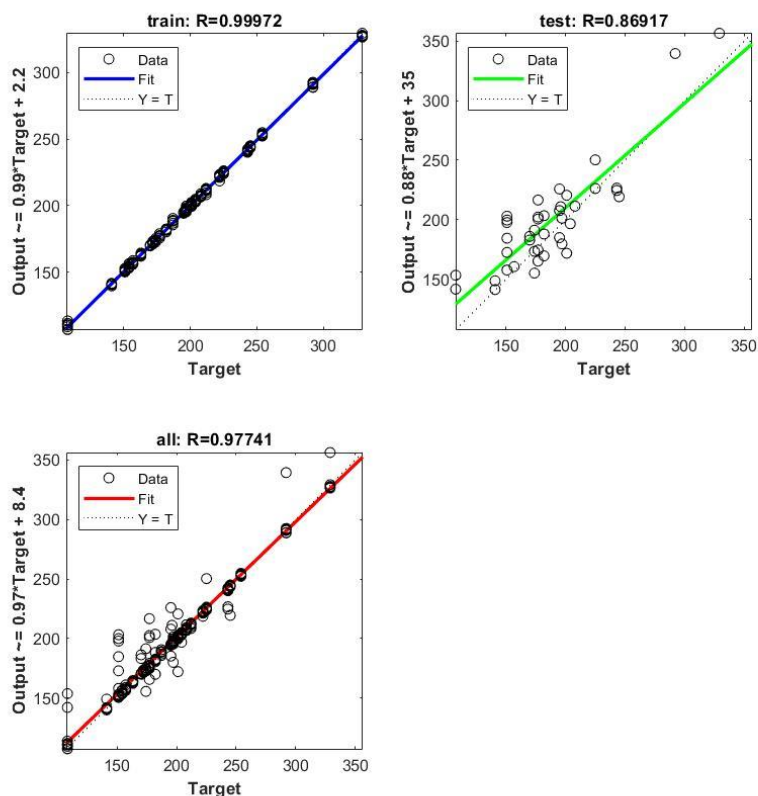 train: R=0.99972
Output ~= 0.99*Target + 2.2
Data
Fit
Y = T
300
250
200
150
150 200 250 300
Target
test: R=0.86917
Output ~= 0.88*Target + 35
Data
Fit
Y = T
350
300
250
200
150
150 200 250 300 350
Target
all: R=0.97741
Output ~= 0.97*Target + 8.4
Data
Fit
Y = T
350
300
250
200
150
150 200 250 300 350
Target